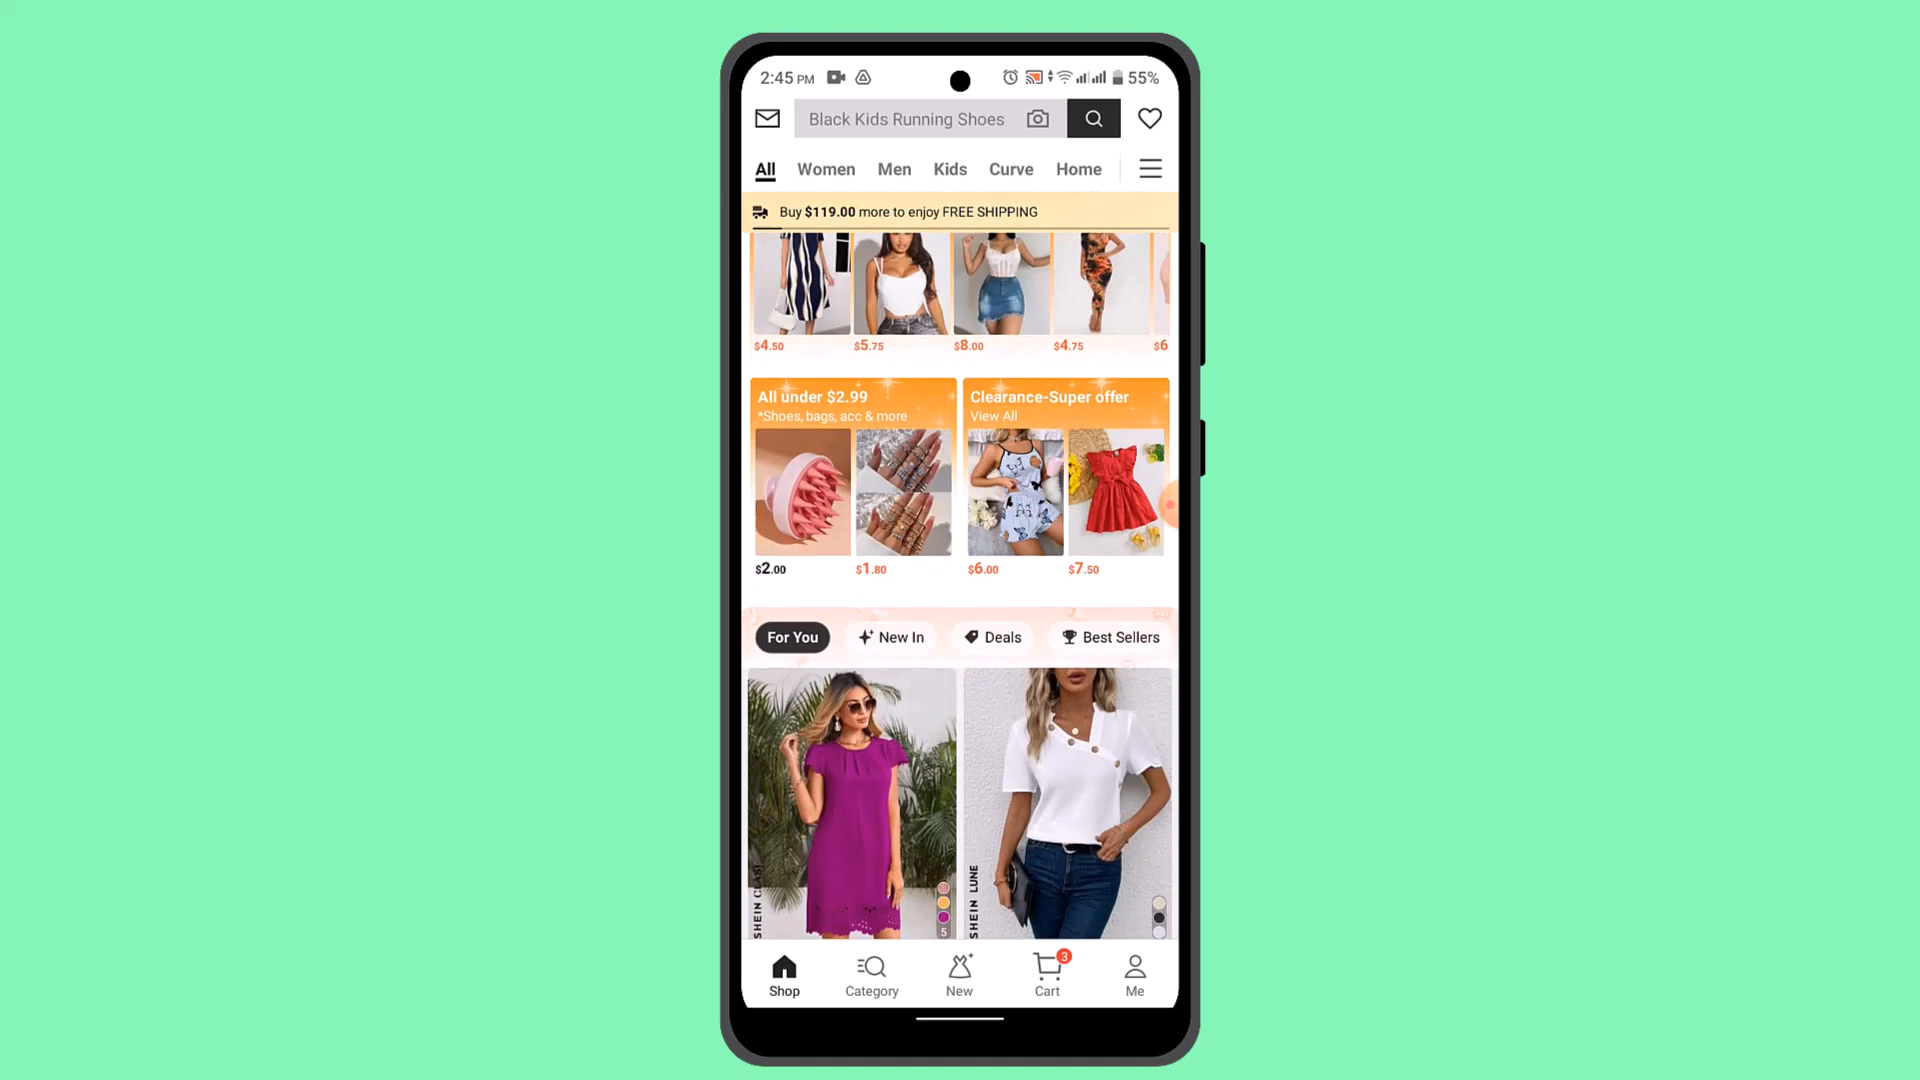 2:45 PM 55%
Black Kids Running Shoes
All Women Men Kids Curve Home
Buy $119.00 more to enjoy FREE SHIPPING
$4.50 $5.75 $8.00 $4.75 $6
All under $2.99
*Shoes, bags, acc & more
Clearance-Super offer
View All
$2.00 $1.80 $6.00 $7.50
For You New In Deals Best Sellers
SHEIN
5
SHEIN LUNE
3
Shop Category New Cart Me